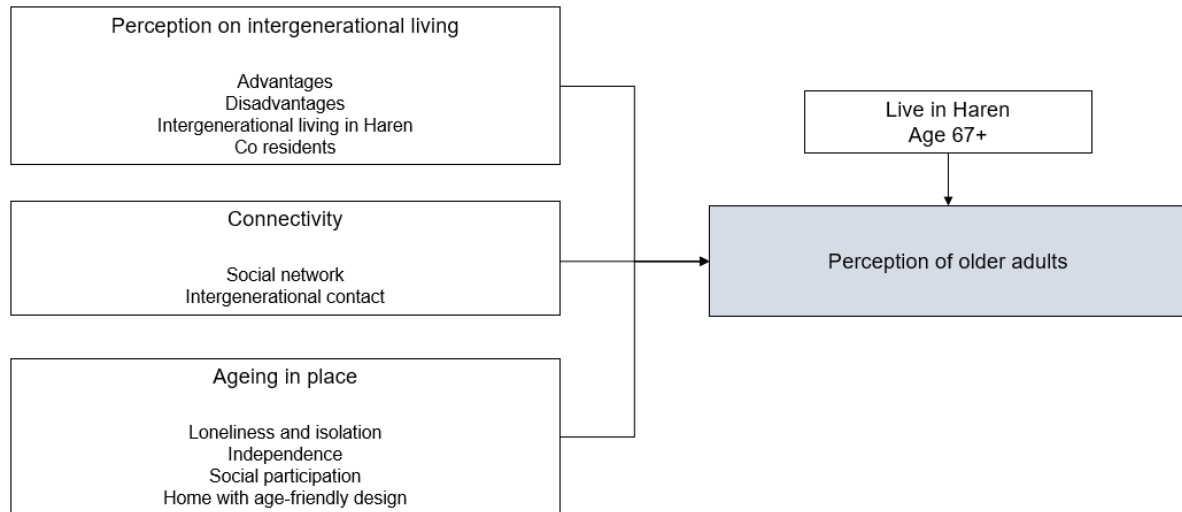 Perception on intergenerational living
Advantages
Disadvantages
Intergenerational living in Haren
Co residents
Connectivity
Social network
Intergenerational contact
Ageing in place
Loneliness and isolation
Independence
Social participation
Home with age-friendly design
Live in Haren
Age 67+
Perception of older adults